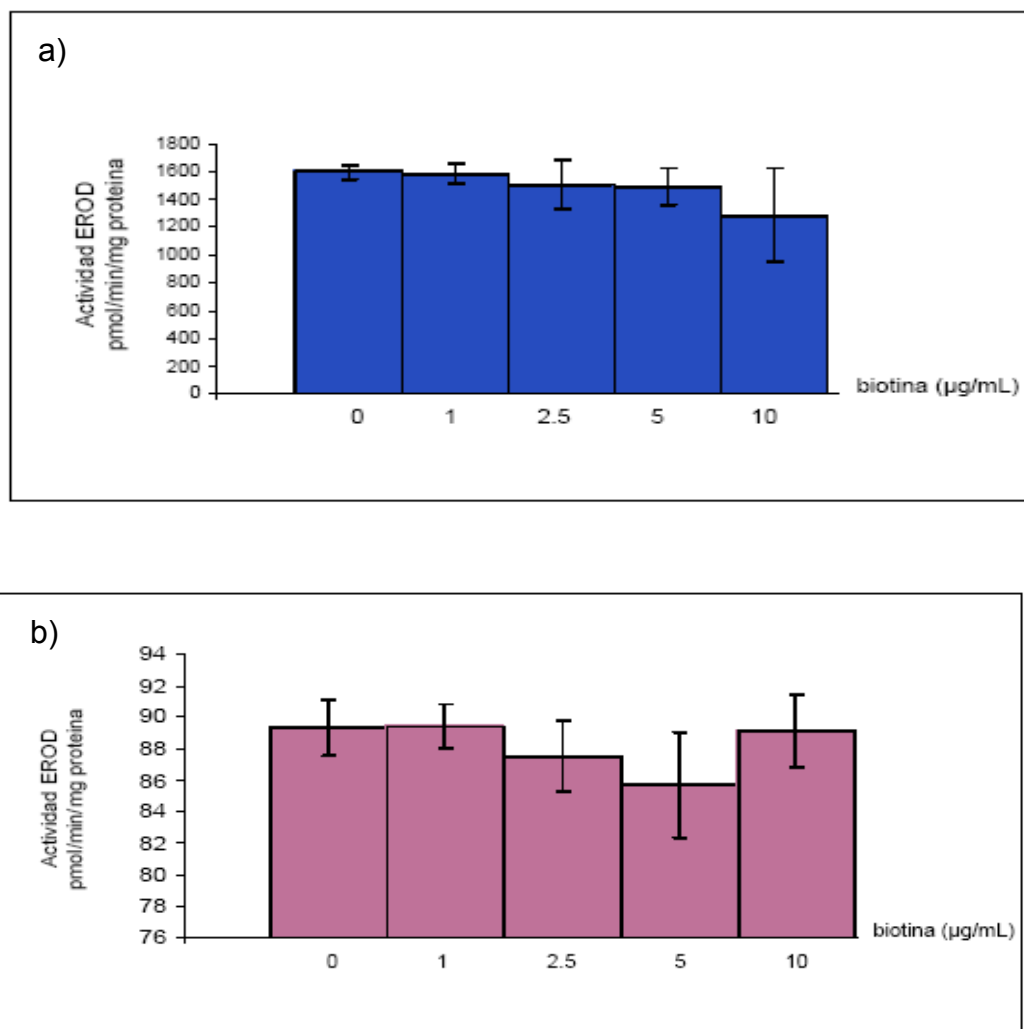 a)
Actividad EROD
pmol/min/mg proteina
1800
1600
1400
1200
1000
800
600
400
200
0
0 1 2.5 5 10
biotina (µg/mL)
b)
Actividad EROD
pmol/min/mg proteina
94
92
90
88
86
84
82
80
78
76
0 1 2.5 5 10
biotina (µg/mL)